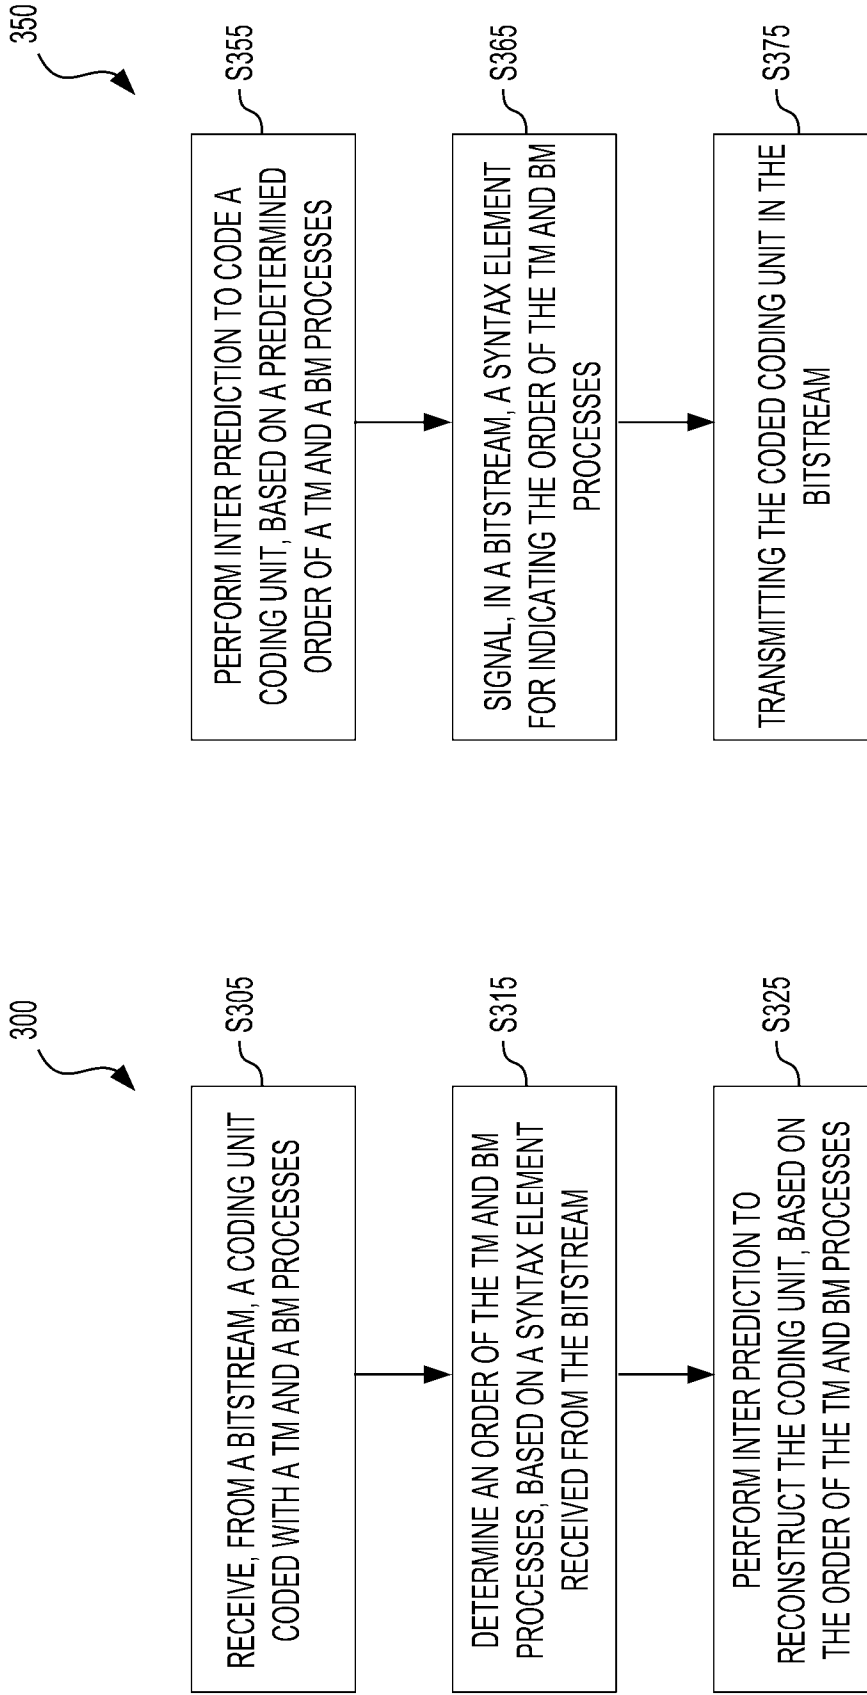 300
RECEIVE, FROM A BITSTREAM, A CODING UNIT
CODED WITH A TM AND A BM PROCESSES
S305
DETERMINE AN ORDER OF THE TM AND BM
PROCESSES, BASED ON A SYNTAX ELEMENT
RECEIVED FROM THE BITSTREAM
S315
PERFORM INTER PREDICTION TO
RECONSTRUCT THE CODING UNIT, BASED ON
THE ORDER OF THE TM AND BM PROCESSES
S325
350
PERFORM INTER PREDICTION TO CODE A
CODING UNIT, BASED ON A PREDETERMINED
ORDER OF A TM AND A BM PROCESSES
S355
SIGNAL, IN A BITSTREAM, A SYNTAX ELEMENT
FOR INDICATING THE ORDER OF THE TM AND BM
PROCESSES
S365
TRANSMITTING THE CODED CODING UNIT IN THE
BITSTREAM
S375